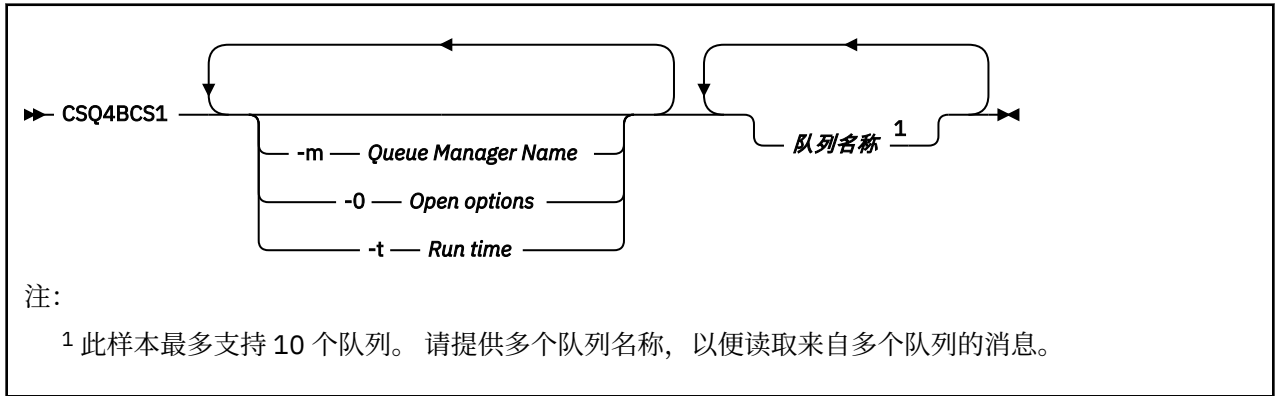 CSQ4BCS1
-m Queue Manager Name
-0 Open options
-t Run time
队列名称 1
注:
1 此样本最多支持 10 个队列。 请提供多个队列名称，以便读取来自多个队列的消息。